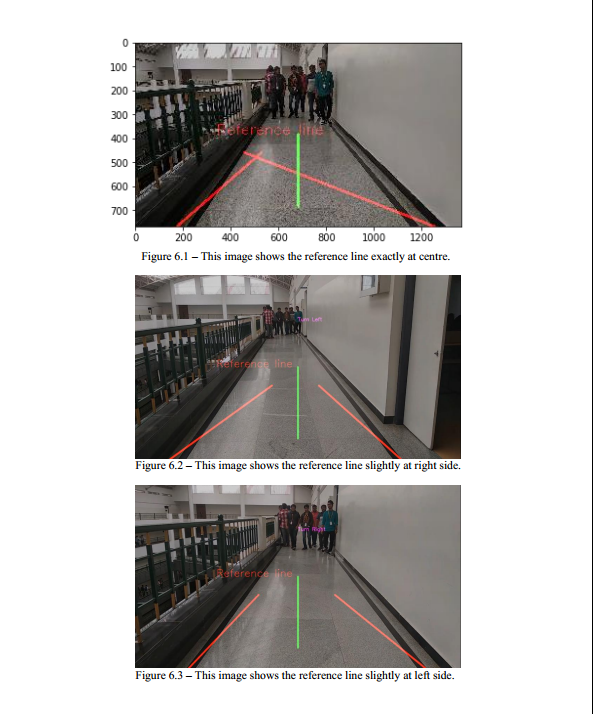 0
100
200
300
400
500
600
700
Reference line
0 200 400 600 800 1000 1200
Figure 6.1 – This image shows the reference line exactly at centre.
Turn Left
Reference line
Figure 6.2 – This image shows the reference line slightly at right side.
Turn Right
Reference line
Figure 6.3 – This image shows the reference line slightly at left side.